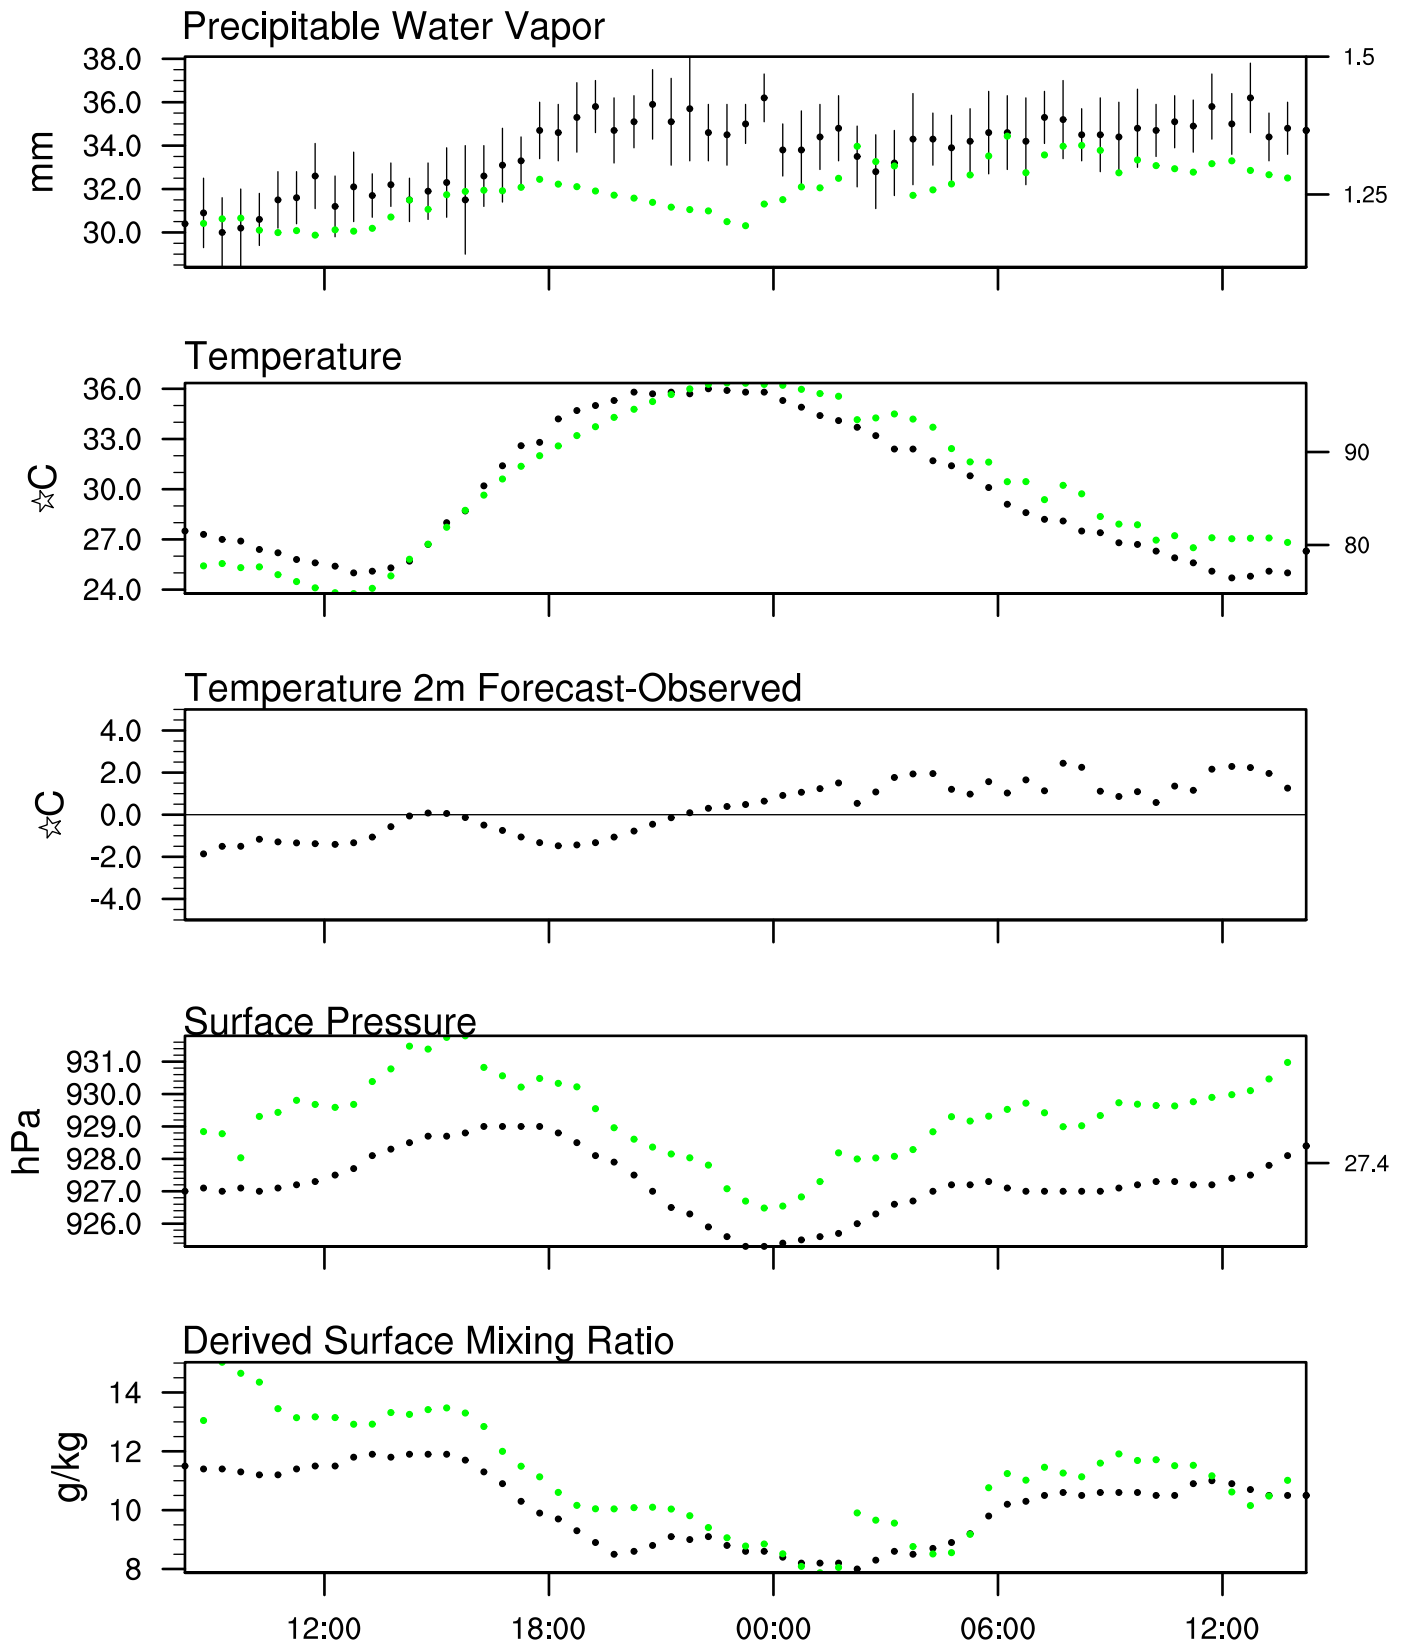 Precipitable Water Vapor
38.0
36.0
34.0
32.0
30.0
mm
1.5
1.25
Temperature
36.0
33.0
30.0
27.0
24.0
☆C
90
80
Temperature 2m Forecast-Observed
4.0
2.0
0.0
-2.0
-4.0
☆C
Surface Pressure
931.0
930.0
929.0
928.0
927.0
926.0
hPa
27.4
Derived Surface Mixing Ratio
14
12
10
8
g/kg
12:00 18:00 00:00 06:00 12:00